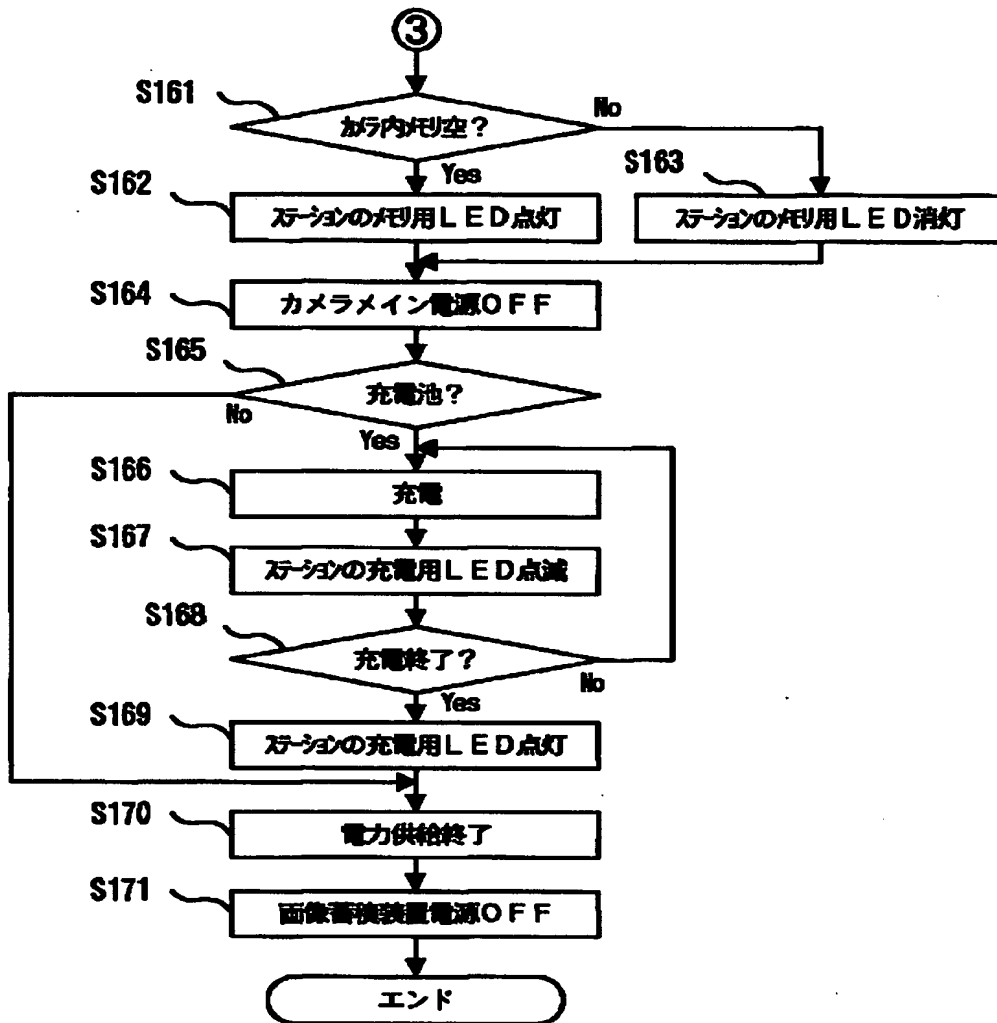 ③
S161
カメラ内メモリ空？
No
Yes
S162
ステーションのメモリ用ＬＥＤ点灯
S163
ステーションのメモリ用ＬＥＤ消灯
S164
カメラメイン電源ＯＦＦ
S165
充電池？
No
Yes
S166
充電
S167
ステーションの充電用ＬＥＤ点滅
S168
充電終了？
No
Yes
S169
ステーションの充電用ＬＥＤ点灯
S170
電力供給終了
S171
画像蓄積装置電源ＯＦＦ
エンド